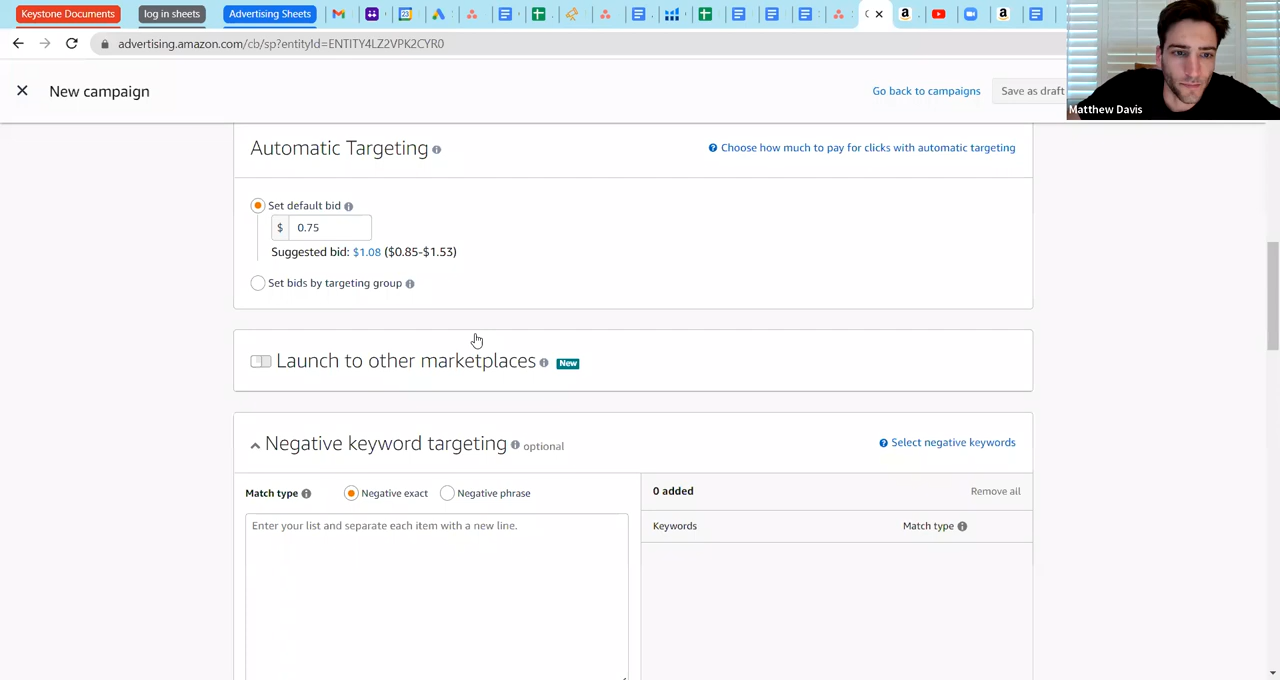 Keystone Documents
log in sheets
Advertising Sheets
advertising.amazon.com/cb/sp?entityId=ENTITY4LZ2VPK2CYR0
New campaign
Go back to campaigns
Save as draft
Matthew Davis
Automatic Targeting
Choose how much to pay for clicks with automatic targeting
Set default bid
$ 0.75
Suggested bid: $1.08 ($0.85-$1.53)
Set bids by targeting group
Launch to other marketplaces New
Negative keyword targeting optional
Select negative keywords
Match type
Negative exact
Negative phrase
0 added
Remove all
Enter your list and separate each item with a new line.
Keywords
Match type